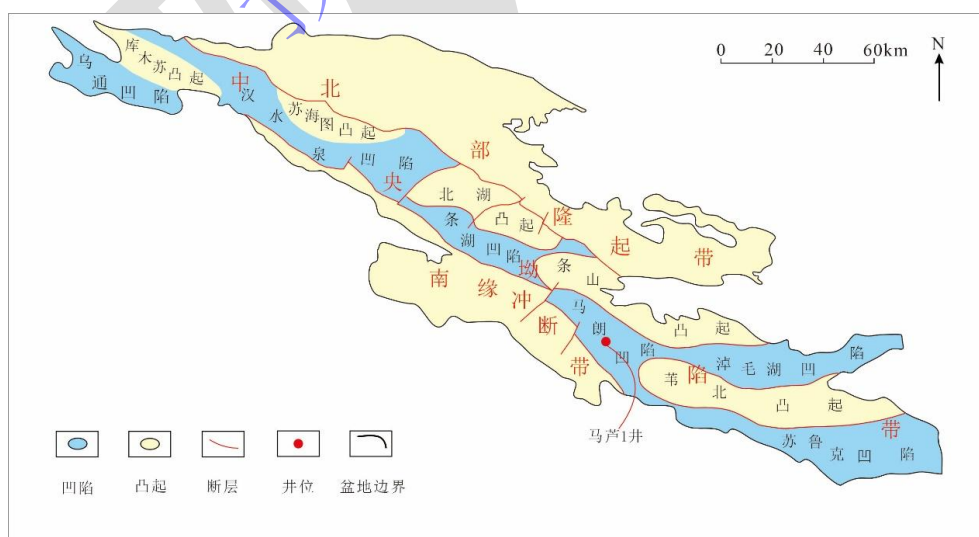 0 20 40 60km
N
乌通凹陷
库木苏凸起
中央坳陷带
北部隆起带
汉水泉凹陷
苏海图凸起
北湖凸起
条湖凹陷
条山凸起
南缘冲断带
马朗凹陷
淖毛湖凹陷
苇北凸起
苏鲁克凹陷
马芦1井
凹陷 凸起 断层 井位 盆地边界